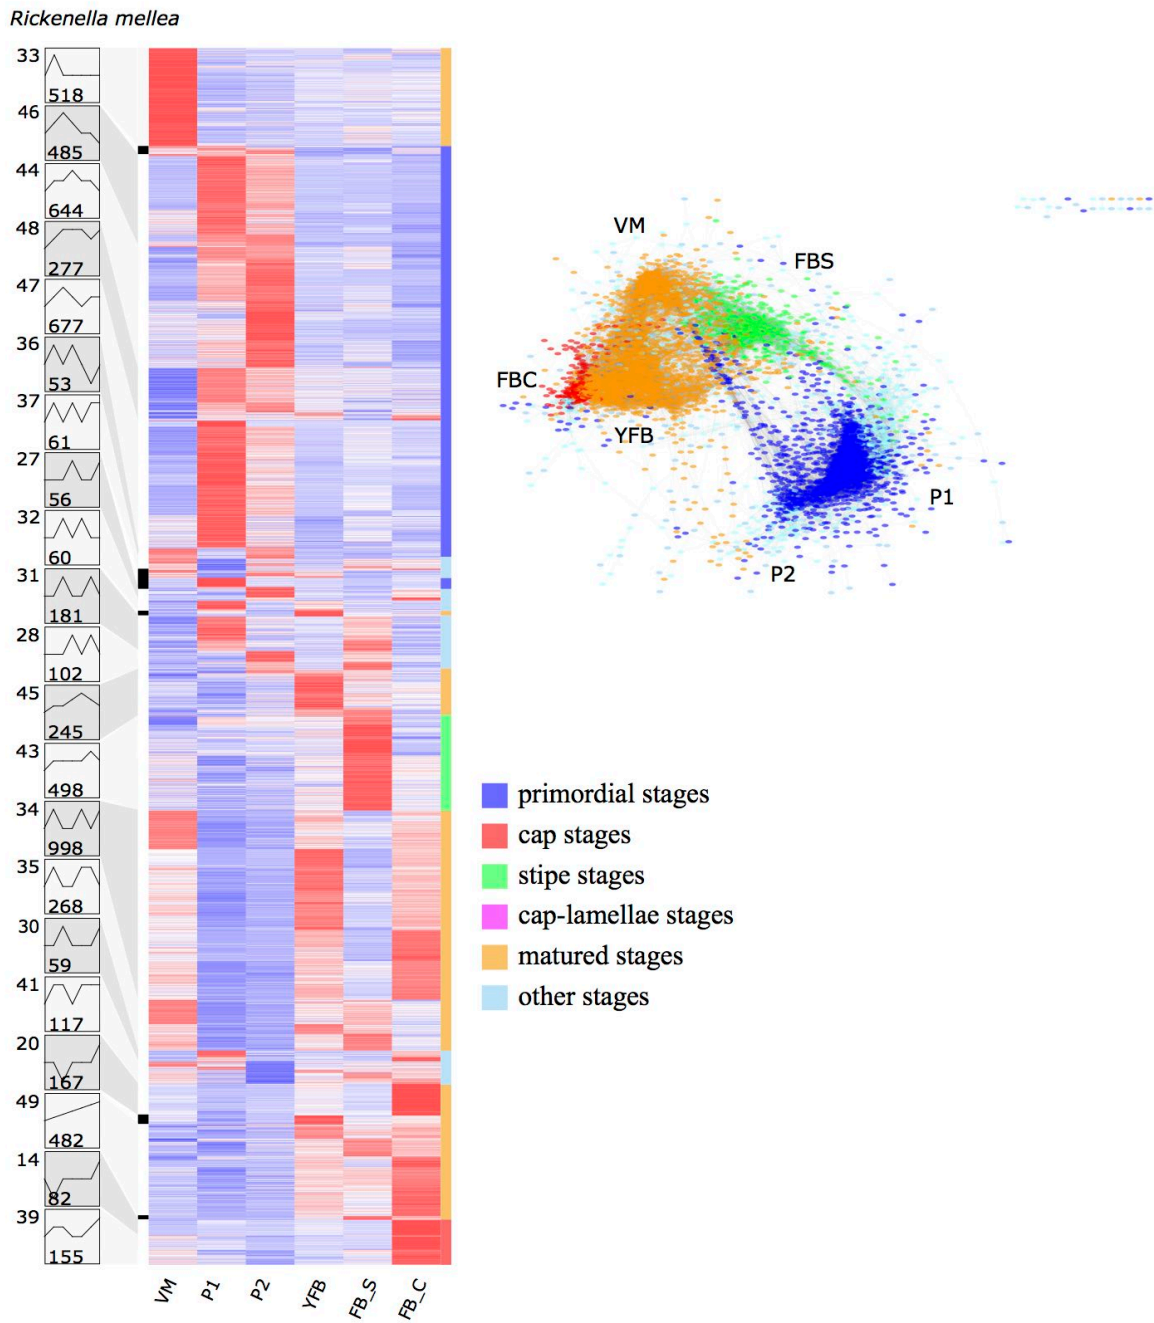 Rickenella mellea
33
518
46
485
44
644
48
277
47
677
36
53
37
61
27
56
32
60
31
181
28
102
45
245
43
498
34
998
35
268
30
59
41
117
20
167
49
482
14
82
39
155
VM
P1
P2
YFB
FB_S
FB_C
VM
FBS
FBC
YFB
P1
P2
primordial stages
cap stages
stipe stages
cap-lamellae stages
matured stages
other stages